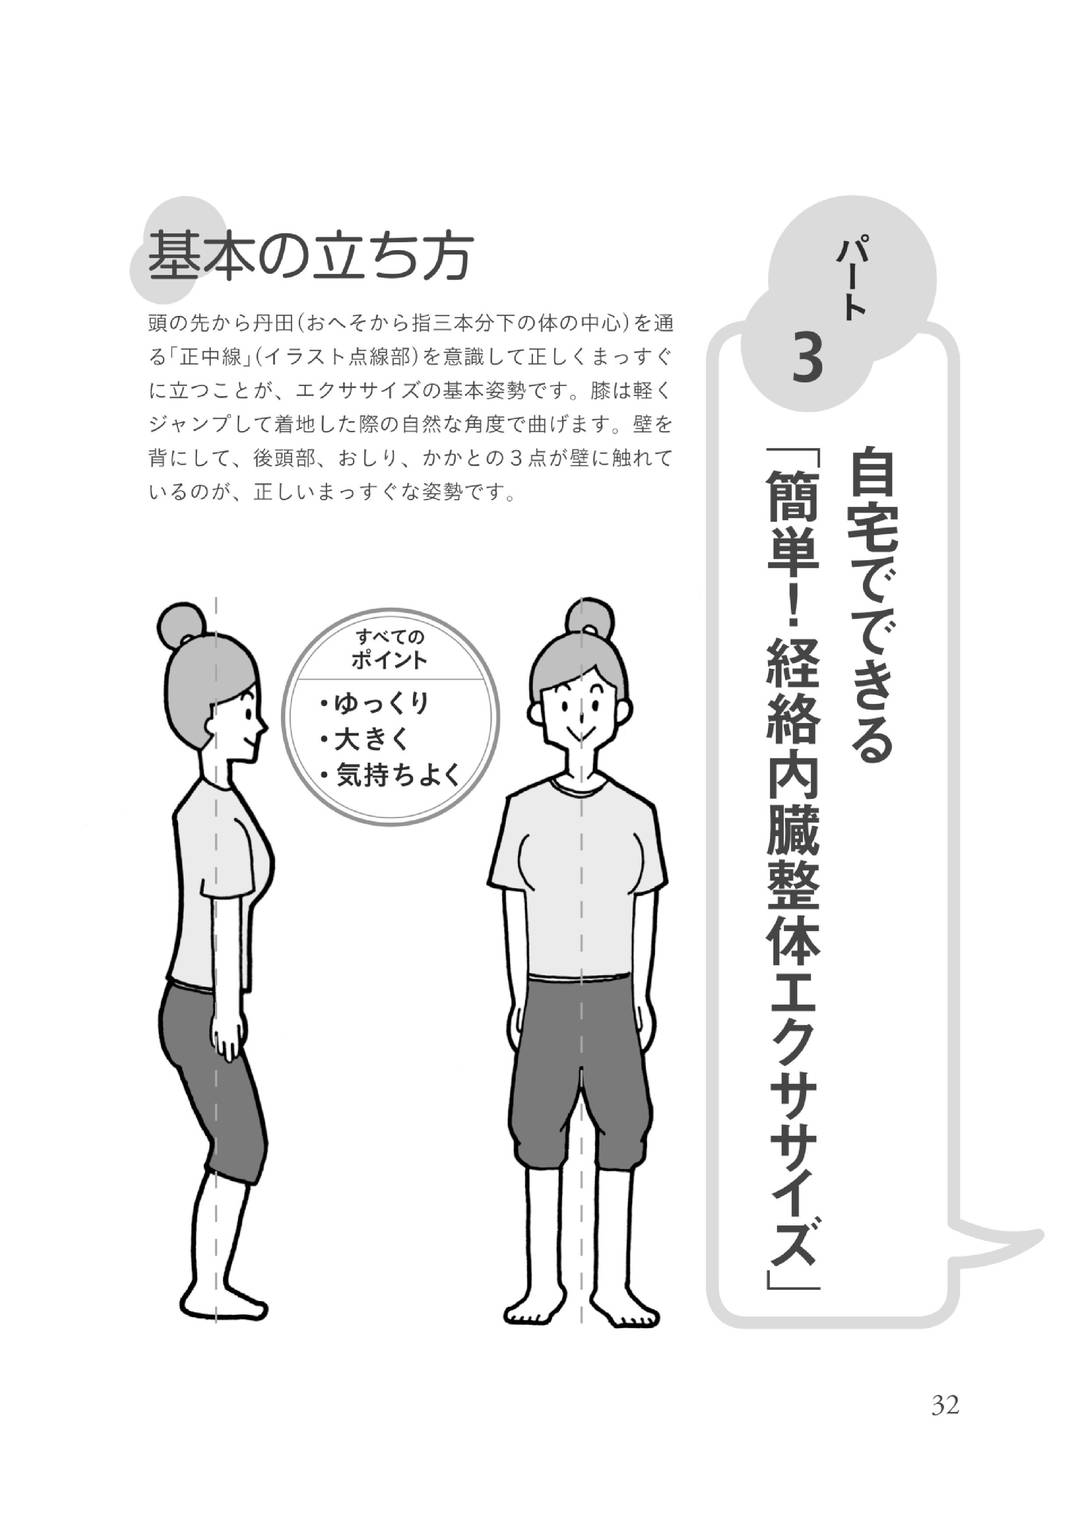 パート
3
自宅でできる
「簡単！経絡内臓整体エクササイズ」
基本の立ち方
頭の先から丹田(おへそから指三本分下の体の中心)を通
る「正中線」(イラスト点線部)を意識して正しくまっすぐ
に立つことが、エクササイズの基本姿勢です。膝は軽く
ジャンプして着地した際の自然な角度で曲げます。壁を
背にして、後頭部、おしり、かかとの３点が壁に触れて
いるのが、正しいまっすぐな姿勢です。
すべての
ポイント
・ゆっくり
・大きく
・気持ちよく
32